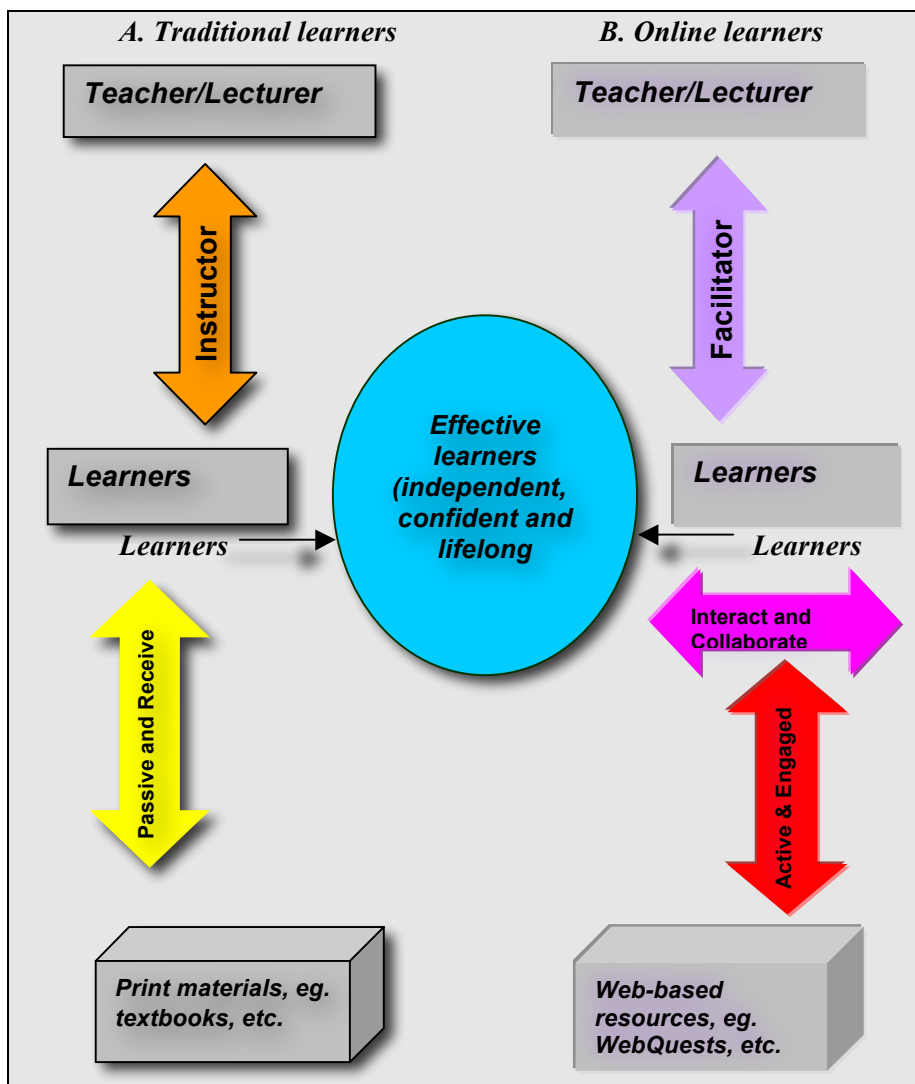 A. Traditional learners
Teacher/Lecturer
Instructor
Learners
Learners
Passive and Receive
Print materials, eg.
textbooks, etc.
Effective
learners
(independent,
confident and
lifelong
B. Online learners
Teacher/Lecturer
Facilitator
Learners
Learners
Interact and
Collaborate
Active & Engaged
Web-based
resources, eg.
WebQuests, etc.